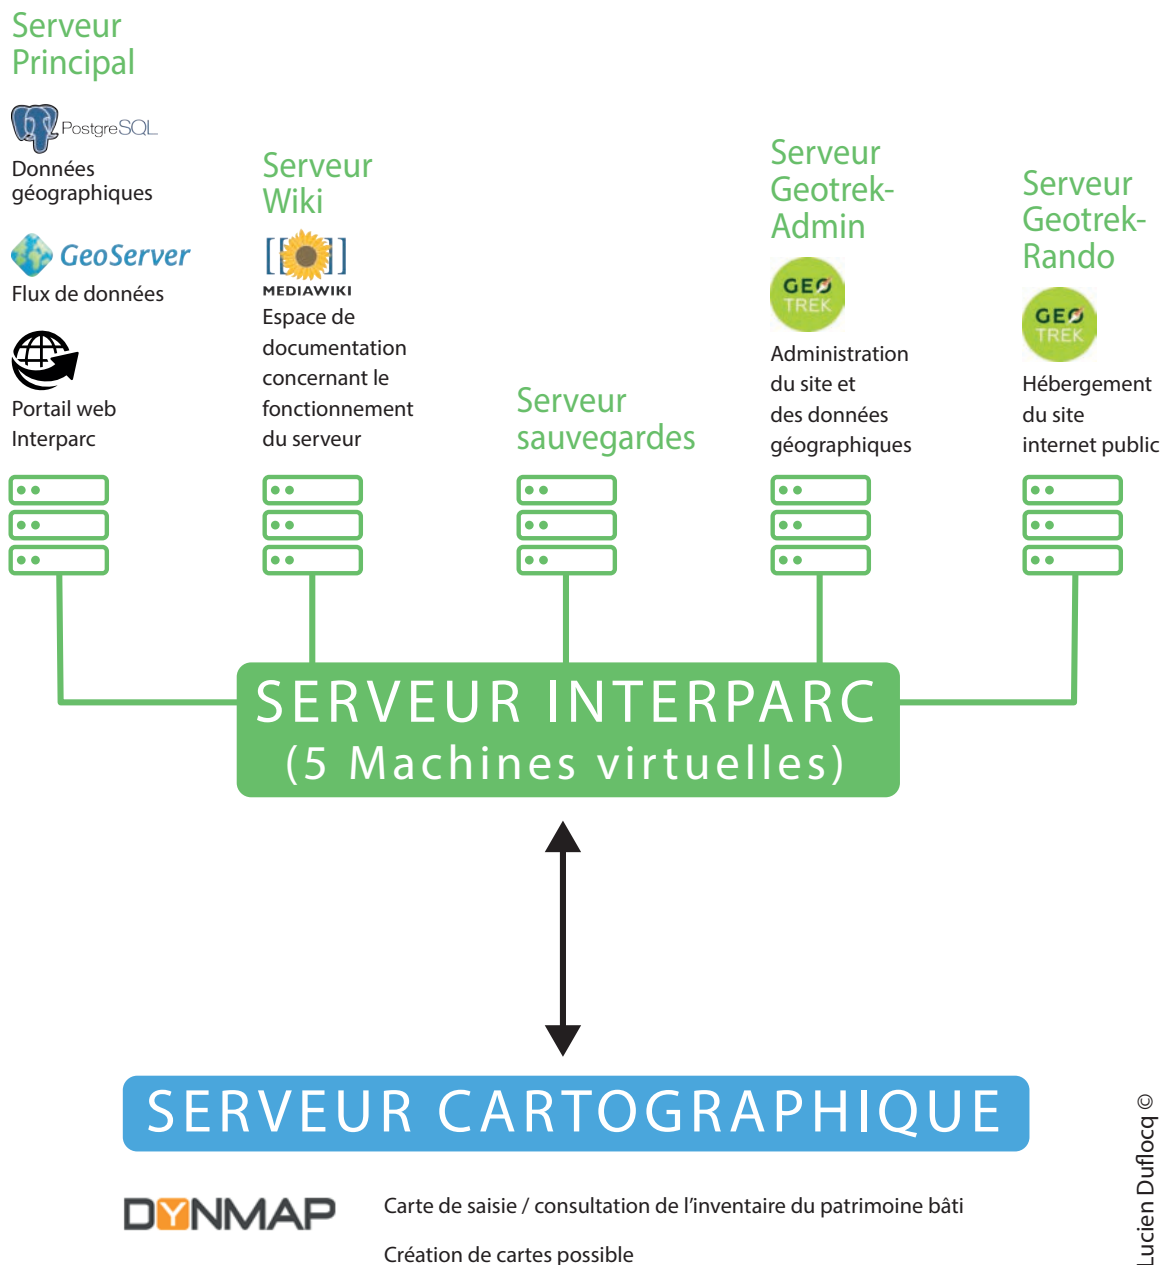 Serveur
Principal
PostgreSQL
Données
géographiques
GeoServer
Flux de données
Portail web
Interparc
Serveur
Wiki
[[ ]]
MEDIAWIKI
Espace de
documentation
concernant le
fonctionnement
du serveur
Serveur
sauvegardes
Serveur
Geotrek-
Admin
GEO
TREK
Administration
du site et
des données
géographiques
Serveur
Geotrek-
Rando
GEO
TREK
Hébergement
du site
internet public
SERVEUR INTERPARC
(5 Machines virtuelles)
SERVEUR CARTOGRAPHIQUE
DYNMAP
Carte de saisie / consultation de l’inventaire du patrimoine bâti
Création de cartes possible
Lucien Duflocq ©